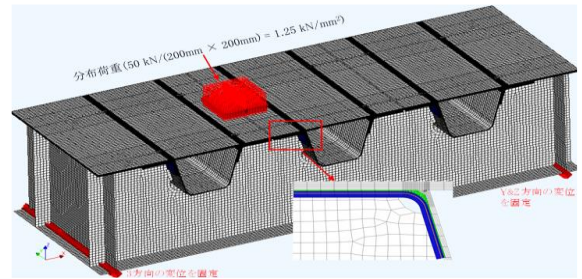 分布荷重(50 kN/(200mm × 200mm) = 1.25 kN/mm²)
Y&Z方向の変位
を固定
3方向の変位を固定